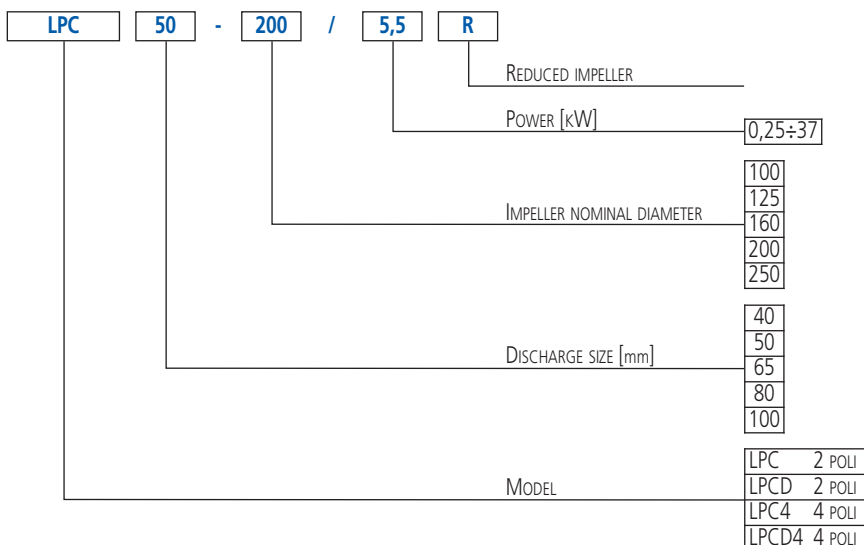 LPC 50 - 200 / 5,5 R
REDUCED IMPELLER
POWER [KW]
0,25÷37
100
125
IMPELLER NOMINAL DIAMETER 160
200
250
40
50
DISCHARGE SIZE [mm] 65
80
100
LPC 2 POLI
MODEL LPCD 2 POLI
LPC4 4 POLI
LPCD4 4 POLI